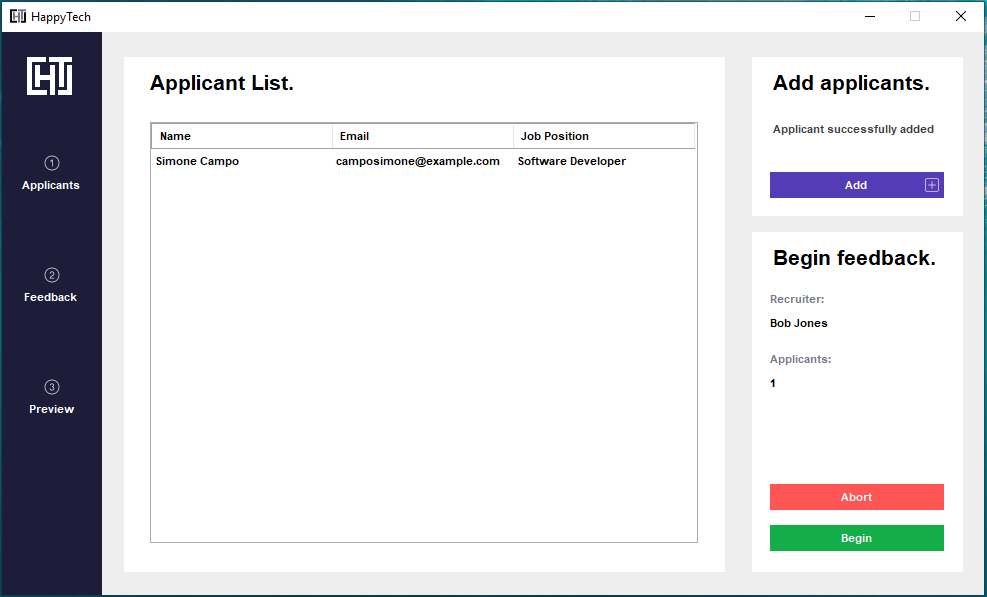 HappyTech
HT
1
Applicants
2
Feedback
3
Preview
Applicant List.
Name Email Job Position
Simone Campo camposimone@example.com Software Developer
Add applicants.
Applicant successfully added
Add
Begin feedback.
Recruiter:
Bob Jones
Applicants:
1
Abort
Begin